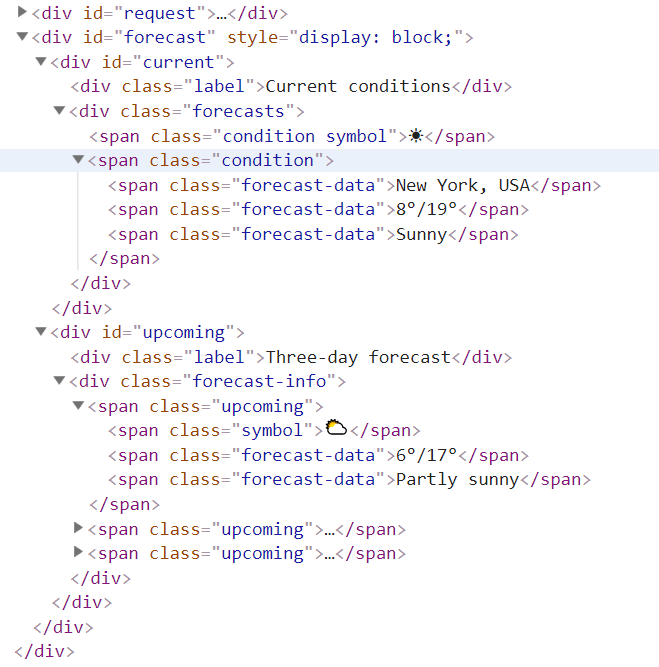 <div id="request">…</div>
<div id="forecast" style="display: block;">
<div id="current">
<div class="label">Current conditions</div>
<div class="forecasts">
<span class="condition symbol">☀</span>
<span class="condition">
<span class="forecast-data">New York, USA</span>
<span class="forecast-data">8°/19°</span>
<span class="forecast-data">Sunny</span>
</span>
</div>
</div>
<div id="upcoming">
<div class="label">Three-day forecast</div>
<div class="forecast-info">
<span class="upcoming">
<span class="symbol">⛅</span>
<span class="forecast-data">6°/17°</span>
<span class="forecast-data">Partly sunny</span>
</span>
<span class="upcoming">…</span>
<span class="upcoming">…</span>
</div>
</div>
</div>
</div>